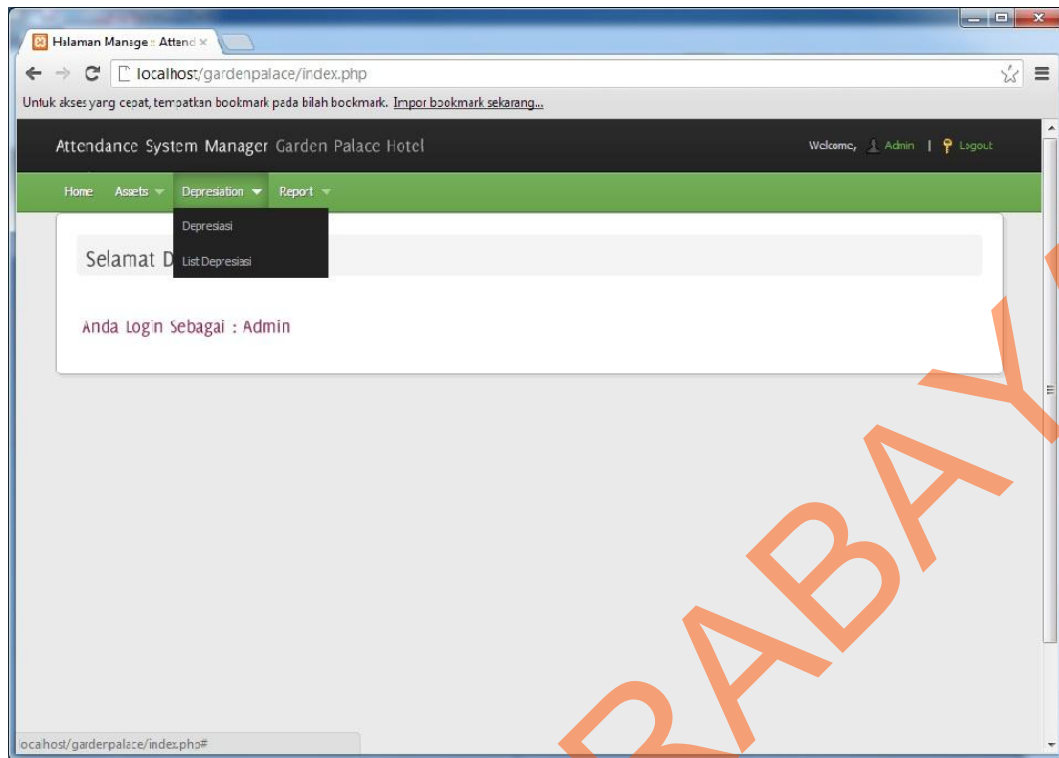 Halaman Manage :: Attend
localhost/gardenpalace/index.php
Untuk akses yang cepat, tempatkan bookmark pada bilah bookmark. Impor bookmark sekarang...
Attendance System Manager Garden Palace Hotel
Welcome, Admin | Logout
Home Assets Depresiation Report
Depresiasi
Selamat D
List Depresiasi
Anda Login Sebagai : Admin
RABAY
localhost/gardenpalace/index.php#